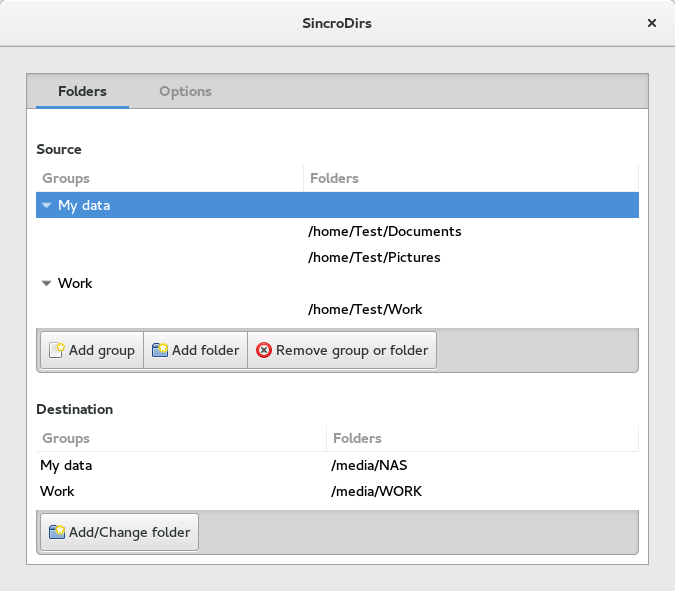 SincroDirs
Folders Options
Source
Groups Folders
My data
/home/Test/Documents
/home/Test/Pictures
Work
/home/Test/Work
Add group Add folder Remove group or folder
Destination
Groups Folders
My data /media/NAS
Work /media/WORK
Add/Change folder